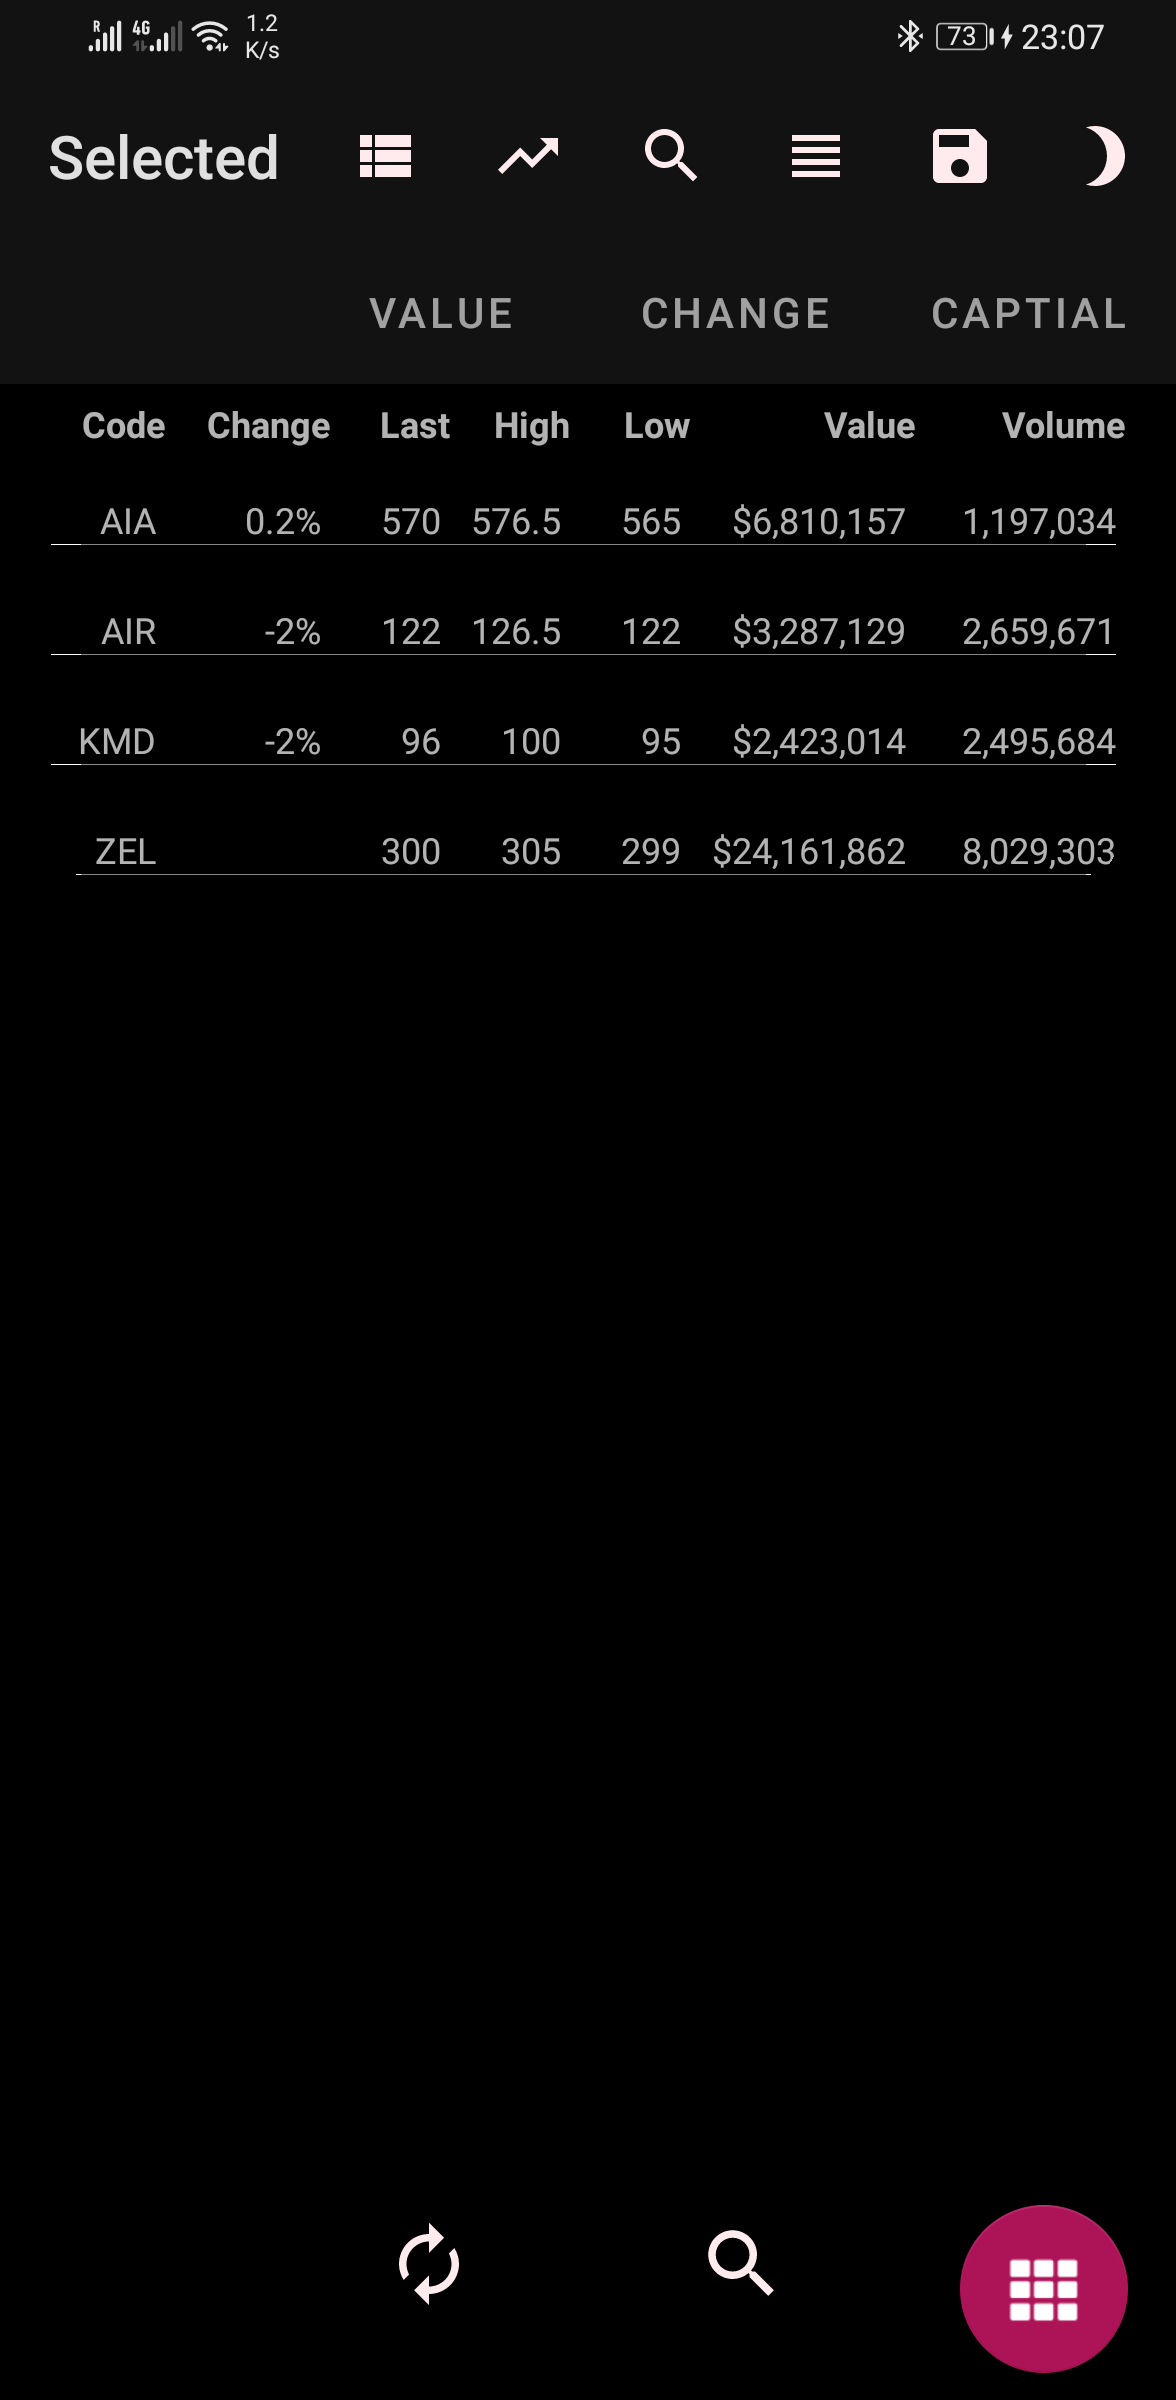 R 4G 1.2 K/s 73 23:07
Selected
VALUE CHANGE CAPTIAL
Code Change Last High Low Value Volume
AIA 0.2% 570 576.5 565 $6,810,157 1,197,034
AIR -2% 122 126.5 122 $3,287,129 2,659,671
KMD -2% 96 100 95 $2,423,014 2,495,684
ZEL 300 305 299 $24,161,862 8,029,303